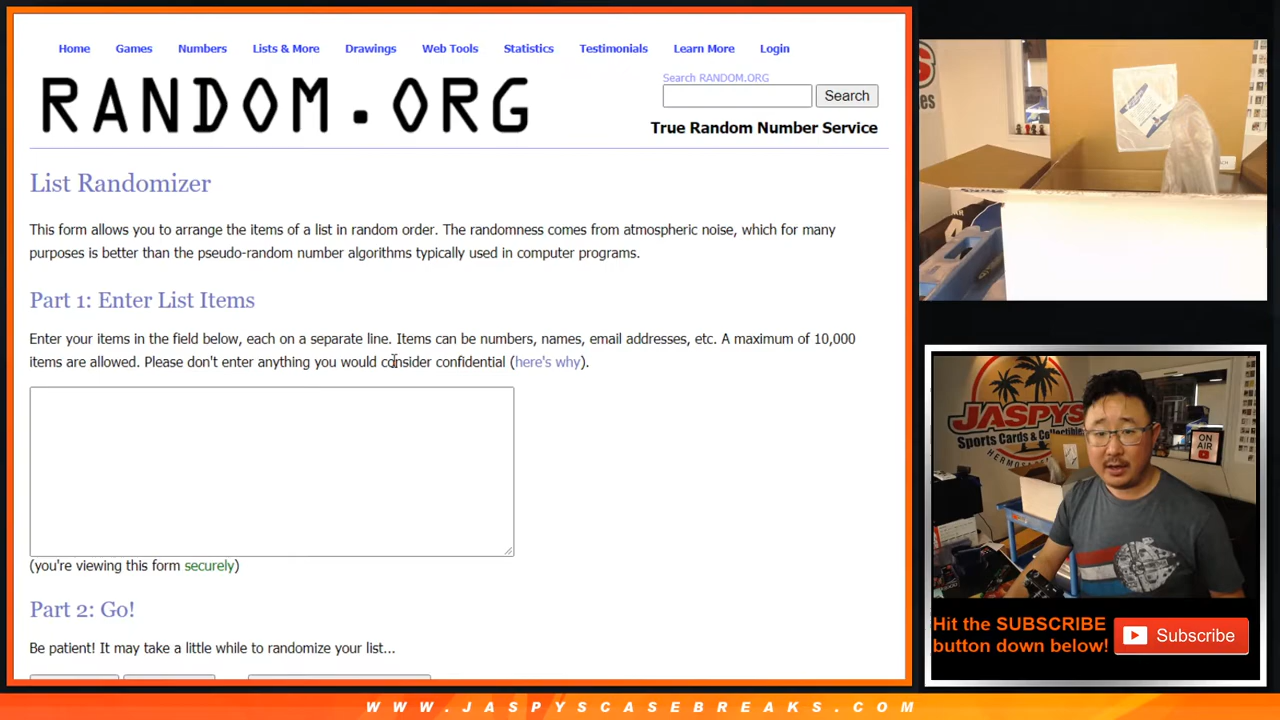 Home Games Numbers Lists & More Drawings Web Tools Statistics Testimonials Learn More Login
RANDOM.ORG
Search RANDOM.ORG
Search
True Random Number Service
List Randomizer
This form allows you to arrange the items of a list in random order. The randomness comes from atmospheric noise, which for many
purposes is better than the pseudo-random number algorithms typically used in computer programs.
Part 1: Enter List Items
Enter your items in the field below, each on a separate line. Items can be numbers, names, email addresses, etc. A maximum of 10,000
items are allowed. Please don't enter anything you would consider confidential (here's why).
(you're viewing this form securely)
Part 2: Go!
Be patient! It may take a little while to randomize your list...
JASPYS
Sports Cards & Collectibles
HERMOSA
ON
AIR
Hit the SUBSCRIBE
button down below!
Subscribe
WWW.JASPYSCASEBREAKS.COM